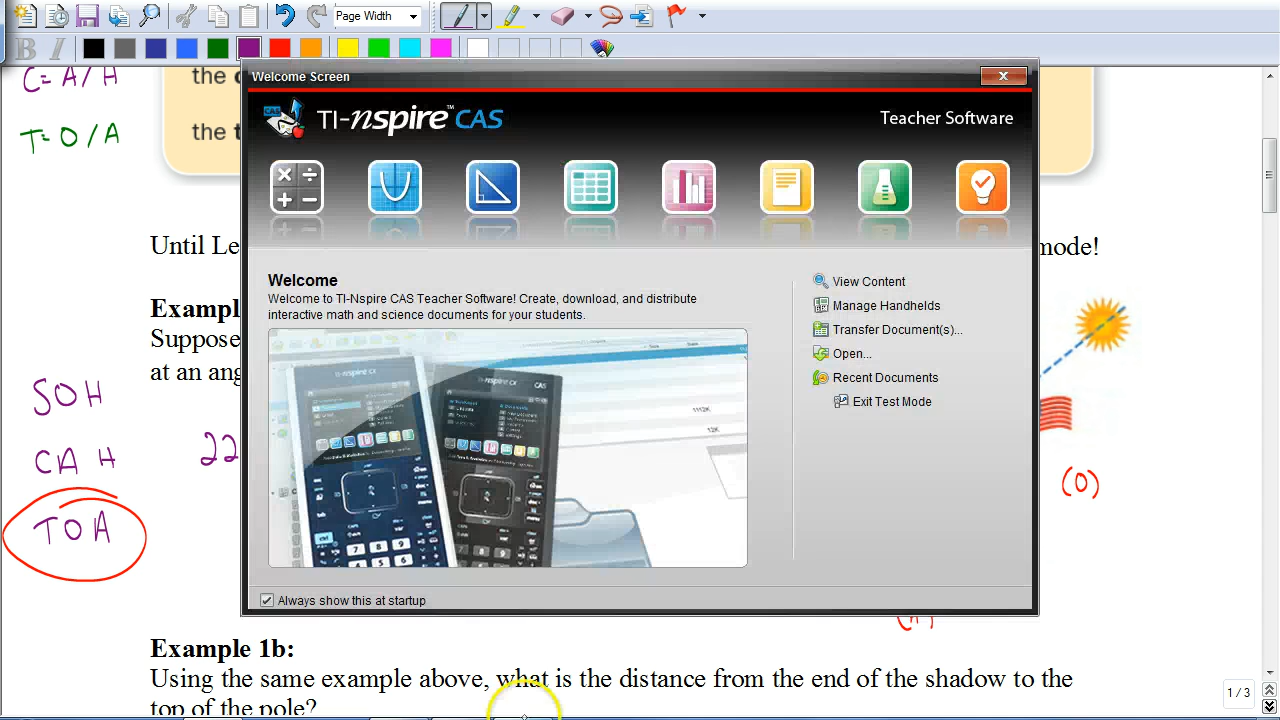 Page Width
C= A/H
the
T= O/A
the t
Welcome Screen
TI-nspire™ CAS
Teacher Software
Until Le
mode!
Welcome
Welcome to TI-Nspire CAS Teacher Software! Create, download, and distribute
interactive math and science documents for your students.
View Content
Manage Handhelds
Transfer Document(s)...
Open...
Recent Documents
Exit Test Mode
Examp
Suppose
at an ang
SOH
CAH
22
(O)
TOA
Always show this at startup
Example 1b:
Using the same example above, what is the distance from the end of the shadow to the
top of the pole?
1 / 3